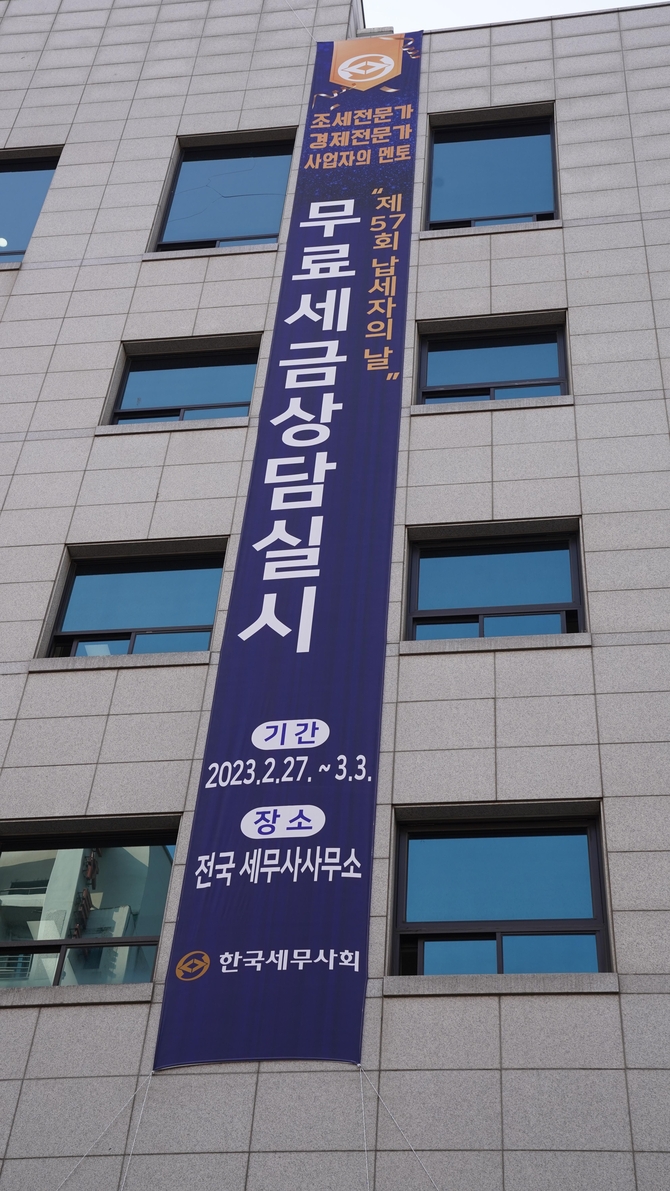 조세전문가
경제전문가
사업자의 멘토
“제57회 납세자의 날”
무료세금상담실시
기간
2023.2.27. ~ 3.3.
장소
전국 세무사사무소
한국세무사회